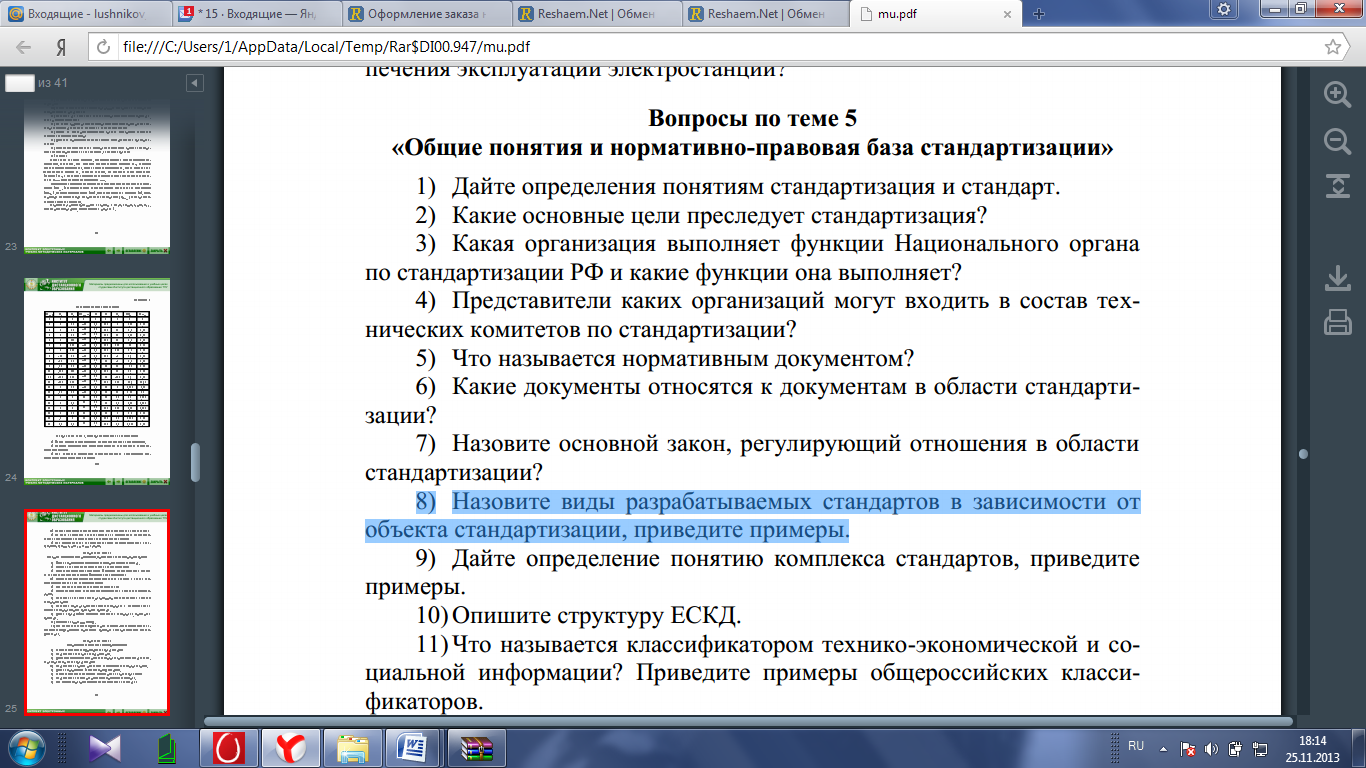 Входящие - lushnikov
* 15 · Входящие — Янд
Оформление заказа
Reshaem.Net | Обмен
Reshaem.Net | Обмен
mu.pdf
file:///C:/Users/1/AppData/Local/Temp/Rar$DI00.947/mu.pdf
из 41
печения эксплуатации электростанции?
Вопросы по теме 5
«Общие понятия и нормативно-правовая база стандартизации»
1) Дайте определения понятиям стандартизация и стандарт.
2) Какие основные цели преследует стандартизация?
3) Какая организация выполняет функции Национального органа
по стандартизации РФ и какие функции она выполняет?
4) Представители каких организаций могут входить в состав тех-
нических комитетов по стандартизации?
5) Что называется нормативным документом?
6) Какие документы относятся к документам в области стандарти-
зации?
7) Назовите основной закон, регулирующий отношения в области
стандартизации?
8) Назовите виды разрабатываемых стандартов в зависимости от
объекта стандартизации, приведите примеры.
9) Дайте определение понятию комплекса стандартов, приведите
примеры.
10) Опишите структуру ЕСКД.
11) Что называется классификатором технико-экономической и со-
циальной информации? Приведите примеры общероссийских класси-
фикаторов.
23
24
25
RU
18:14
25.11.2013